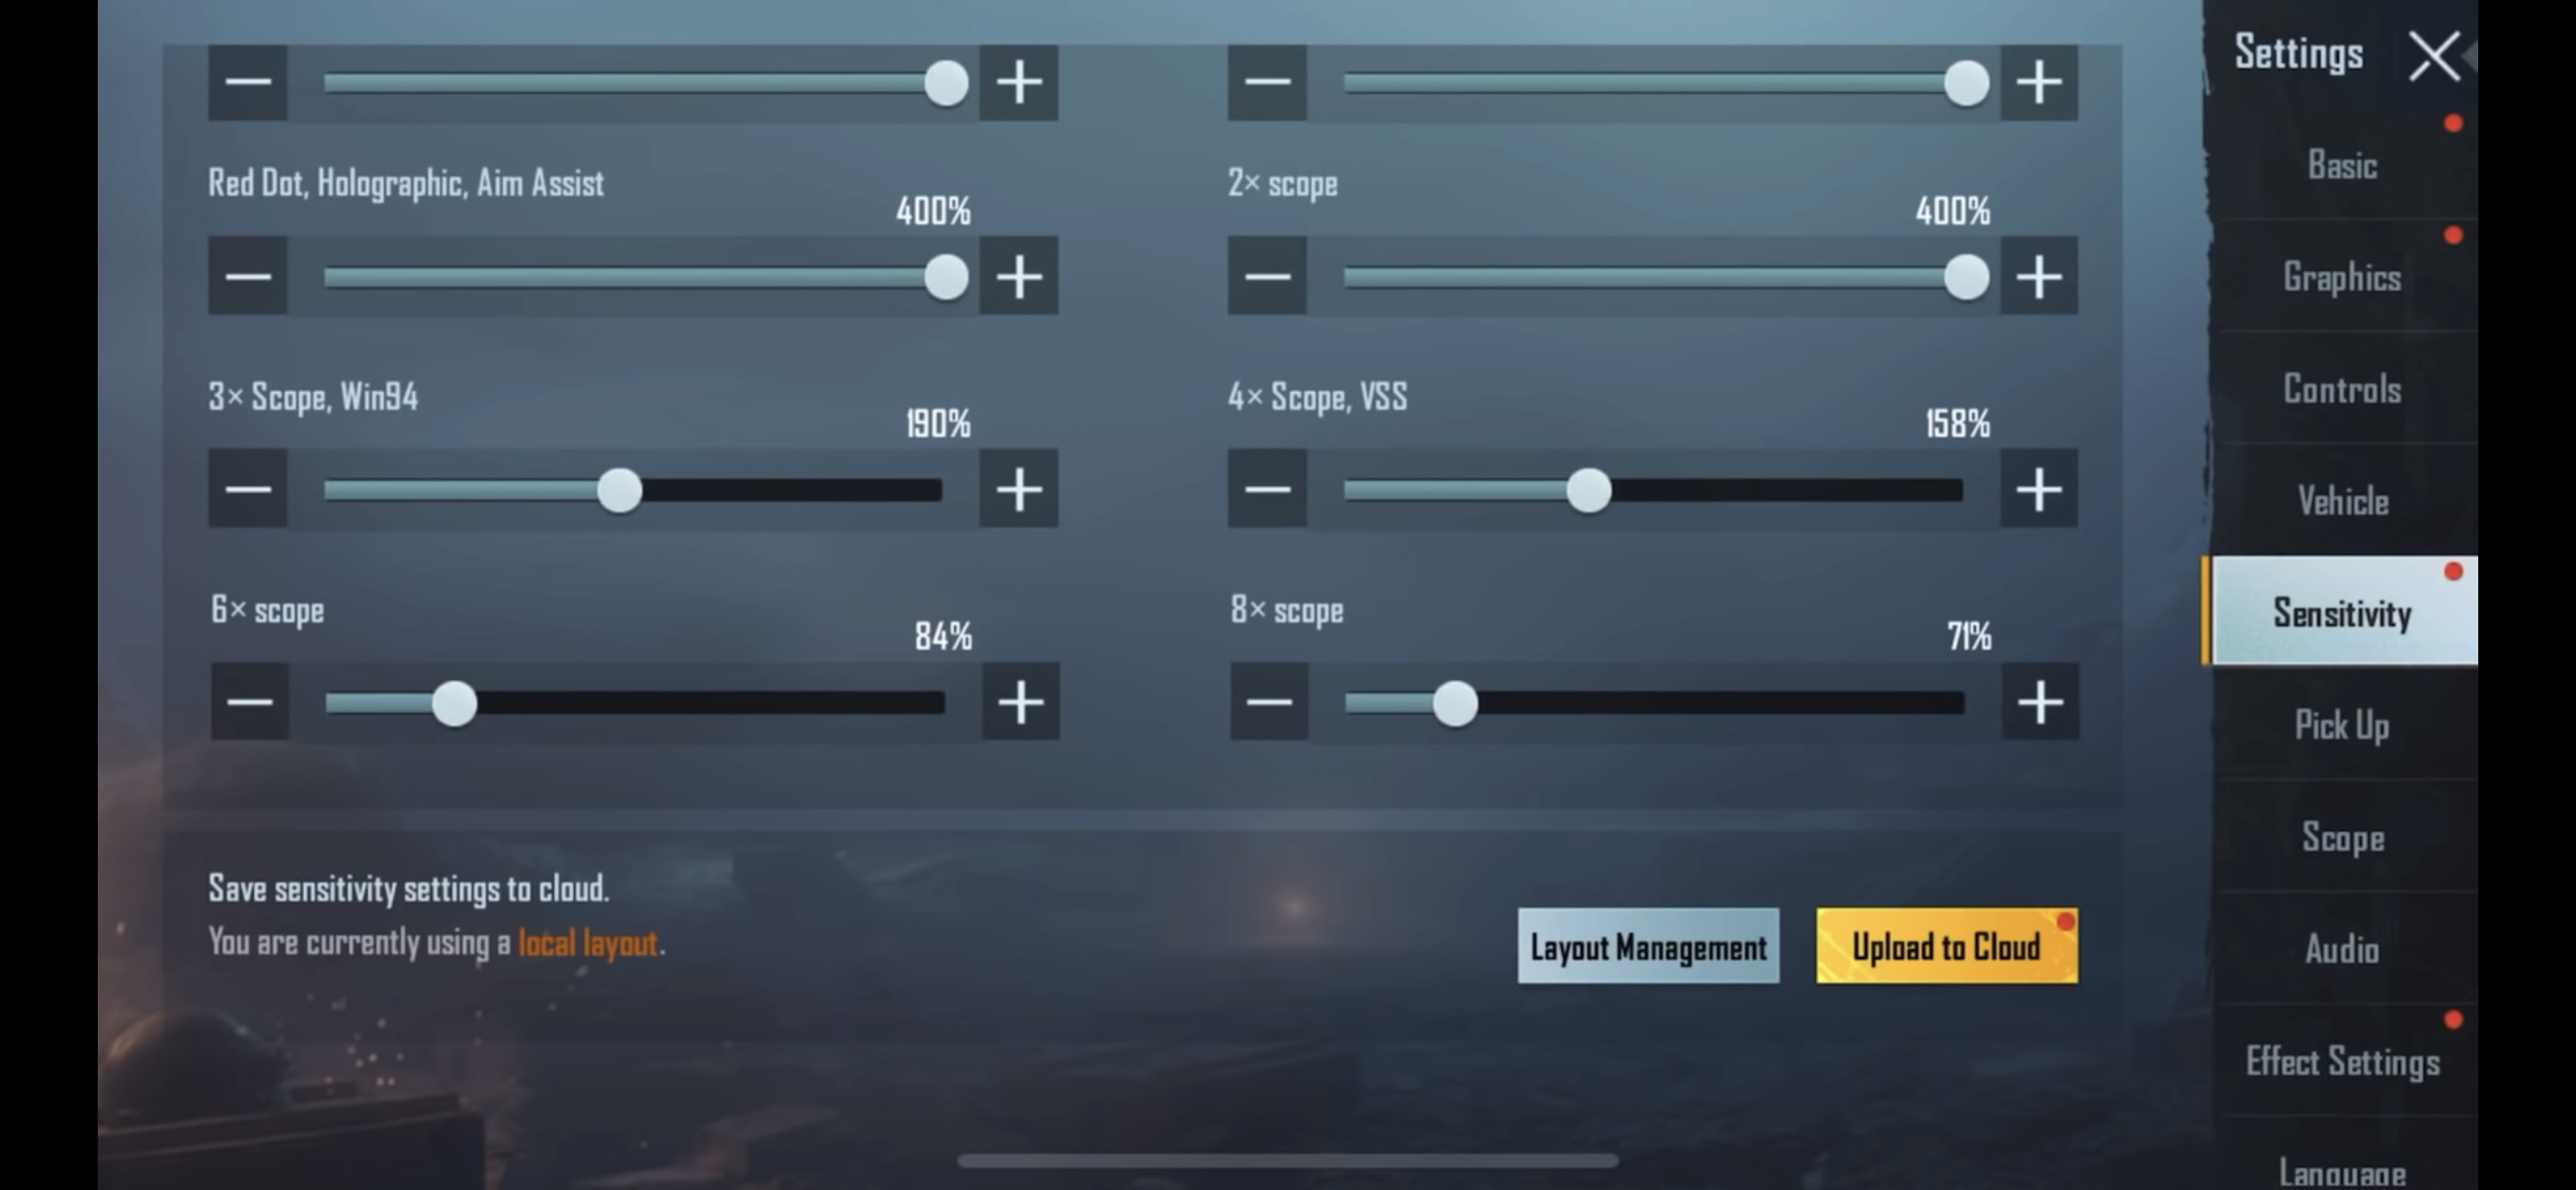 Settings
Red Dot, Holographic, Aim Assist
400%
2× scope
400%
3× Scope, Win94
190%
4× Scope, VSS
158%
6× scope
84%
8× scope
71%
Save sensitivity settings to cloud.
You are currently using a local layout.
Layout Management
Upload to Cloud
Basic
Graphics
Controls
Vehicle
Sensitivity
Pick Up
Scope
Audio
Effect Settings
Language